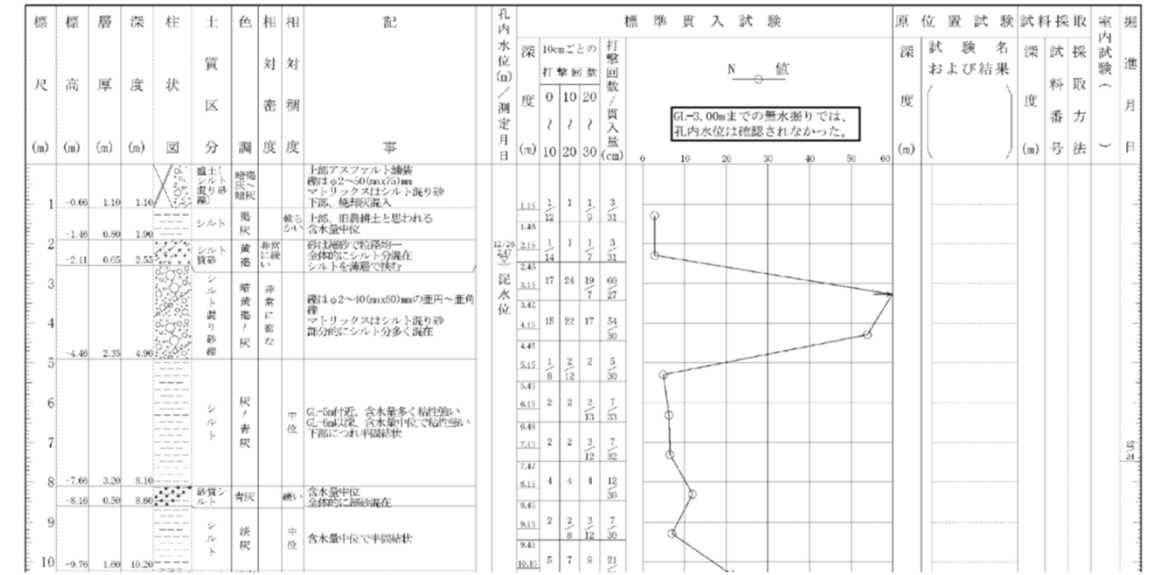 標尺(m)
標高(m)
層厚(m)
深度(m)
柱状図
土質区分
色調
相対密度
相対稠度
記事
孔内水位(m)/測定月日
標準貫入試験
深度(m)
10cmごとの打撃回数
0～10
10～20
20～30
打撃回数/貫入量(cm)
N 値
GL-3.00mまでの無水掘りでは、
孔内水位は確認されなかった。
0 10 20 30 40 50 60
原位置試験
深度(m)
試験名
および結果
試料採取
深度(m)
試料番号
採取方法
室内試験( )
掘進月日
1
-0.66 1.10 1.10
盛土(
シルト
混り砂
礫)
暗褐
灰～
暗灰
上部アスファルト舗装
礫はφ2～50(max75)mm
マトリックスはシルト混り砂
下部、焼却灰混入
1.15
1/12 1 1/9 3/31
1.46
-1.46 0.80 1.90
シルト
褐灰
軟らかい
上部、旧農耕土と思われる
含水量中位
2
-2.11 0.65 2.55
シルト
質砂
黄褐
非常に緩い
砂は細砂で粒径均一
全体的にシルト分混在
シルトを薄層で挟む
12/26
2.47
泥水位
2.15
1/14 1 1/7 3/31
2.46
3
4
-4.46 2.35 4.90
シルト混り砂礫
暗黄褐～灰
非常に密な
礫はφ2～40(max60)mmの亜円～亜角
礫
マトリックスはシルト混り砂
部分的にシルト分多く混在
3.15
17 24 19/7 60/27
3.42
4.15
15 22 17 54/30
4.45
5
6
7
8
-7.66 3.20 8.10
シルト
灰～青灰
中位
GL-5m付近、含水量多く粘性強い
GL-6m以深、含水量中位で粘性強い
下部につれ半固結状
5.15
1/8 2/12 2 5/30
5.45
6.15
2 2 3/13 7/33
6.48
7.15
2 2 3/12 7/32
7.47
12/24
-8.16 0.50 8.60
砂質シ
ルト
青灰
緩い
含水量中位
全体的に細砂混在
8.15
4 4 4 12/30
8.45
9
10
-9.76 1.60 10.20
シルト
淡灰
中位
含水量中位で半固結状
9.15
2 2/8 3/12 7/30
9.45
10.15
5 7 9 21